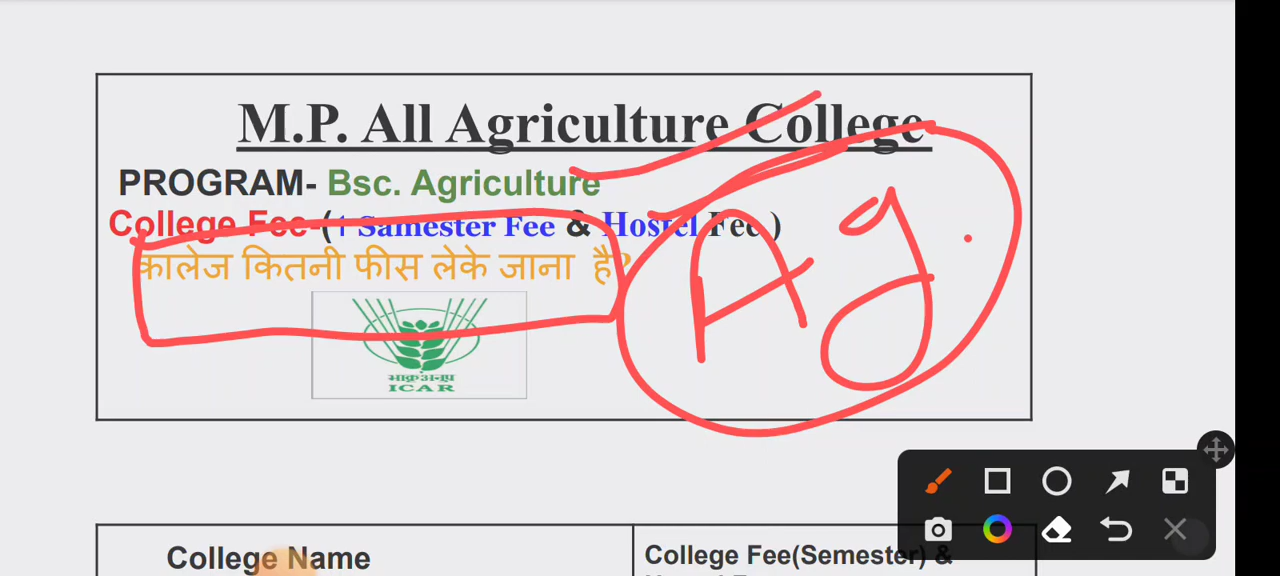 M.P. All Agriculture College
PROGRAM- Bsc. Agriculture
College Fee-(1 Samester Fee & Hostel Fee )
कालेज कितनी फीस लेके जाना है?
Ag
भाकृअनुप
ICAR
College Name
College Fee(Semester) &